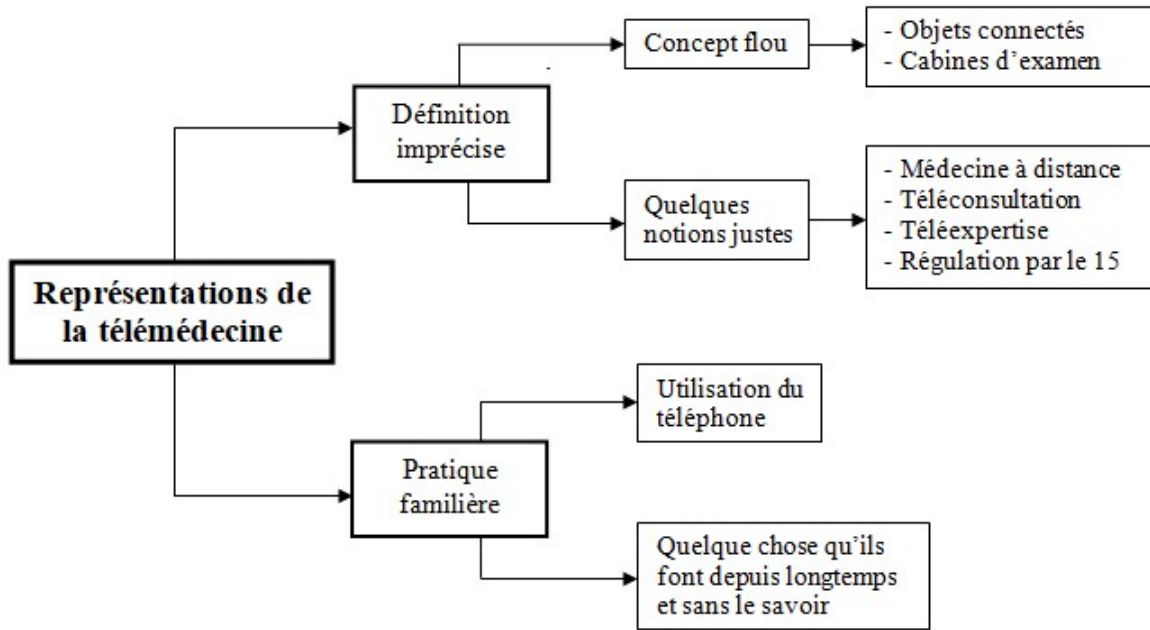 Concept flou
- Objets connectés
- Cabines d’examen
Définition
imprécise
Quelques
notions justes
- Médecine à distance
- Téléconsultation
- Téléexpertise
- Régulation par le 15
Représentations de
la télémédecine
Utilisation du
téléphone
Pratique
familière
Quelque chose qu’ils
font depuis longtemps
et sans le savoir